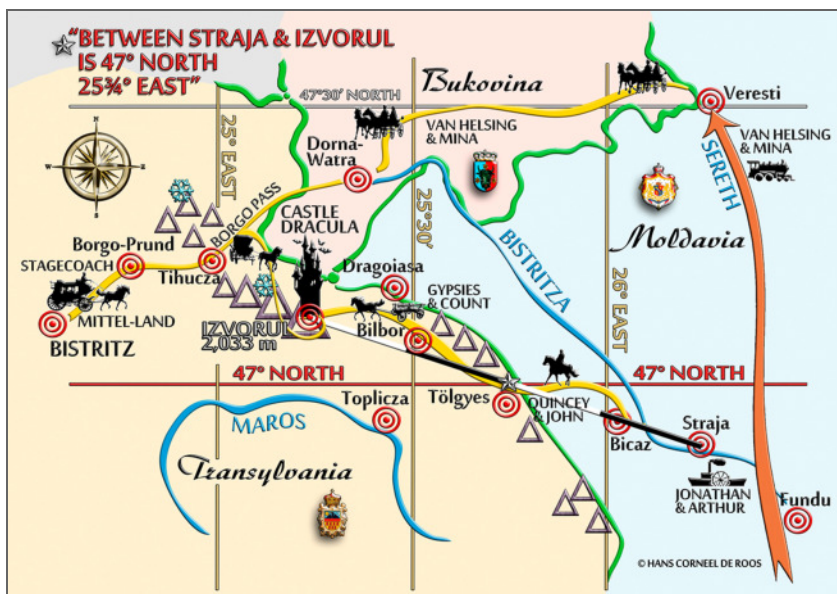 "BETWEEN STRAJA & IZVORUL
IS 47° NORTH
25¾° EAST"
47°30' NORTH
Bukovina
Veresti
25° EAST
Dorna-
Watra
VAN HELSING
& MINA
VAN HELSING
& MINA
SERETH
BORGO PASS
CASTLE
DRACULA
25°30'
Moldavia
Borgo-Prund
STAGECOACH
Tihucza
Dragoiasa
BISTRITZA
26° EAST
MITTEL-LAND
BISTRITZ
GYPSIES
& COUNT
IZVORUL
2,033 m
Bilbor
47° NORTH
47° NORTH
Toplicza
Tölgyes
QUINCEY
& JOHN
MAROS
Bicaz
Straja
Transylvania
JONATHAN
& ARTHUR
Fundu
© HANS CORNEEL DE ROOS